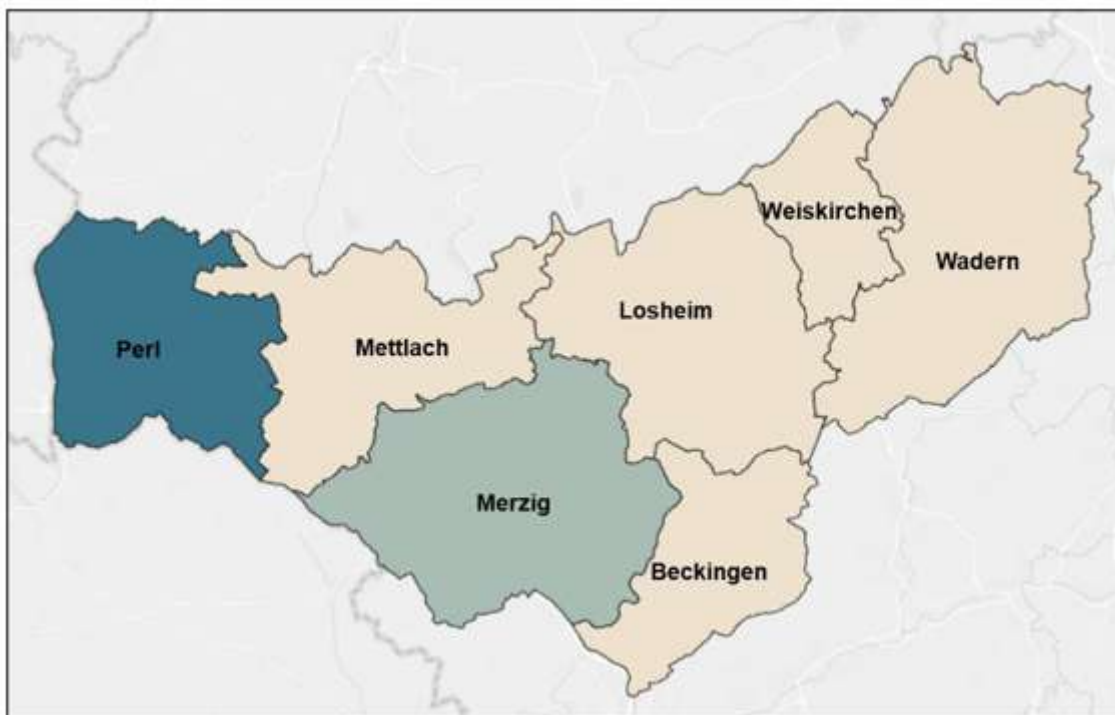 Weiskirchen
Wadern
Losheim
Perl
Mettlach
Merzig
Beckingen